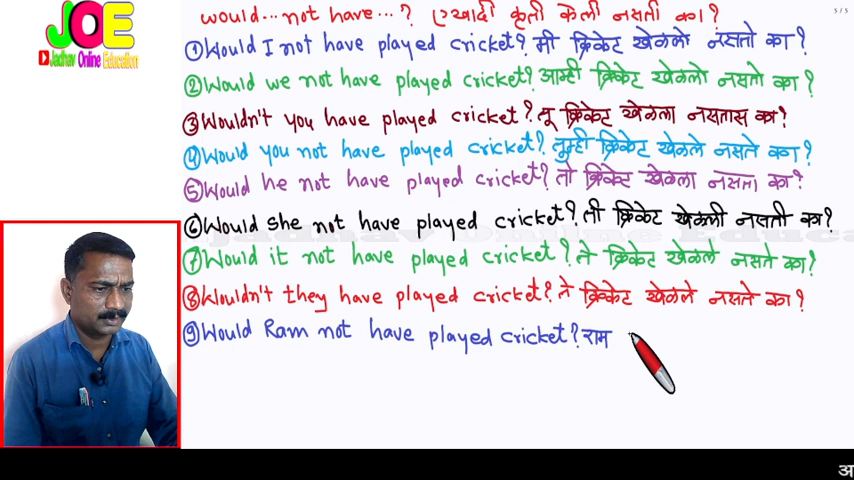 JOE
Jadhav Online Education
5/5
would...not have...? एखादी कृती केली नसती का?
①Would I not have played cricket? मी क्रिकेट खेळलो नसतो का?
②Would we not have played cricket? आम्ही क्रिकेट खेळलो नसतो का?
③Wouldn't you have played cricket? तू क्रिकेट खेळला नसतास का?
④Would you not have played cricket? तुम्ही क्रिकेट खेळले नसते का?
⑤Would he not have played cricket? तो क्रिकेट खेळला नसता का?
⑥Would she not have played cricket? ती क्रिकेट खेळली नसती का?
⑦Would it not have played cricket? ते क्रिकेट खेळले नसते का?
⑧Wouldn't they have played cricket? ते क्रिकेट खेळले नसते का?
⑨Would Ram not have played cricket? राम
अ